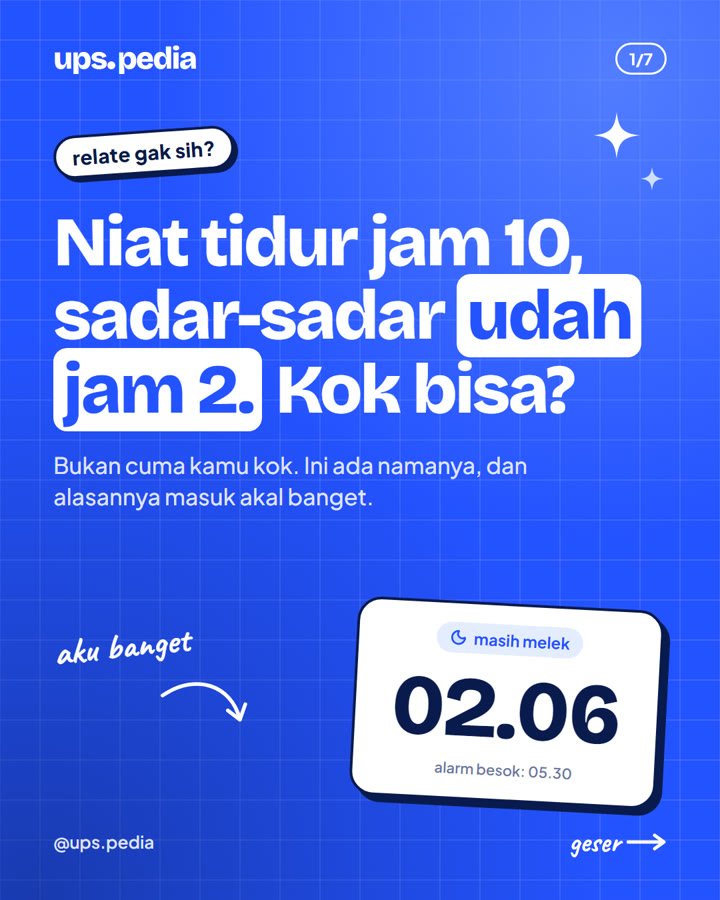 ups.pedia
1/7
relate gak sih?
Niat tidur jam 10,
sadar-sadar udah
jam 2. Kok bisa?
Bukan cuma kamu kok. Ini ada namanya, dan
alasannya masuk akal banget.
aku banget
masih melek
02.06
alarm besok: 05.30
@ups.pedia
geser